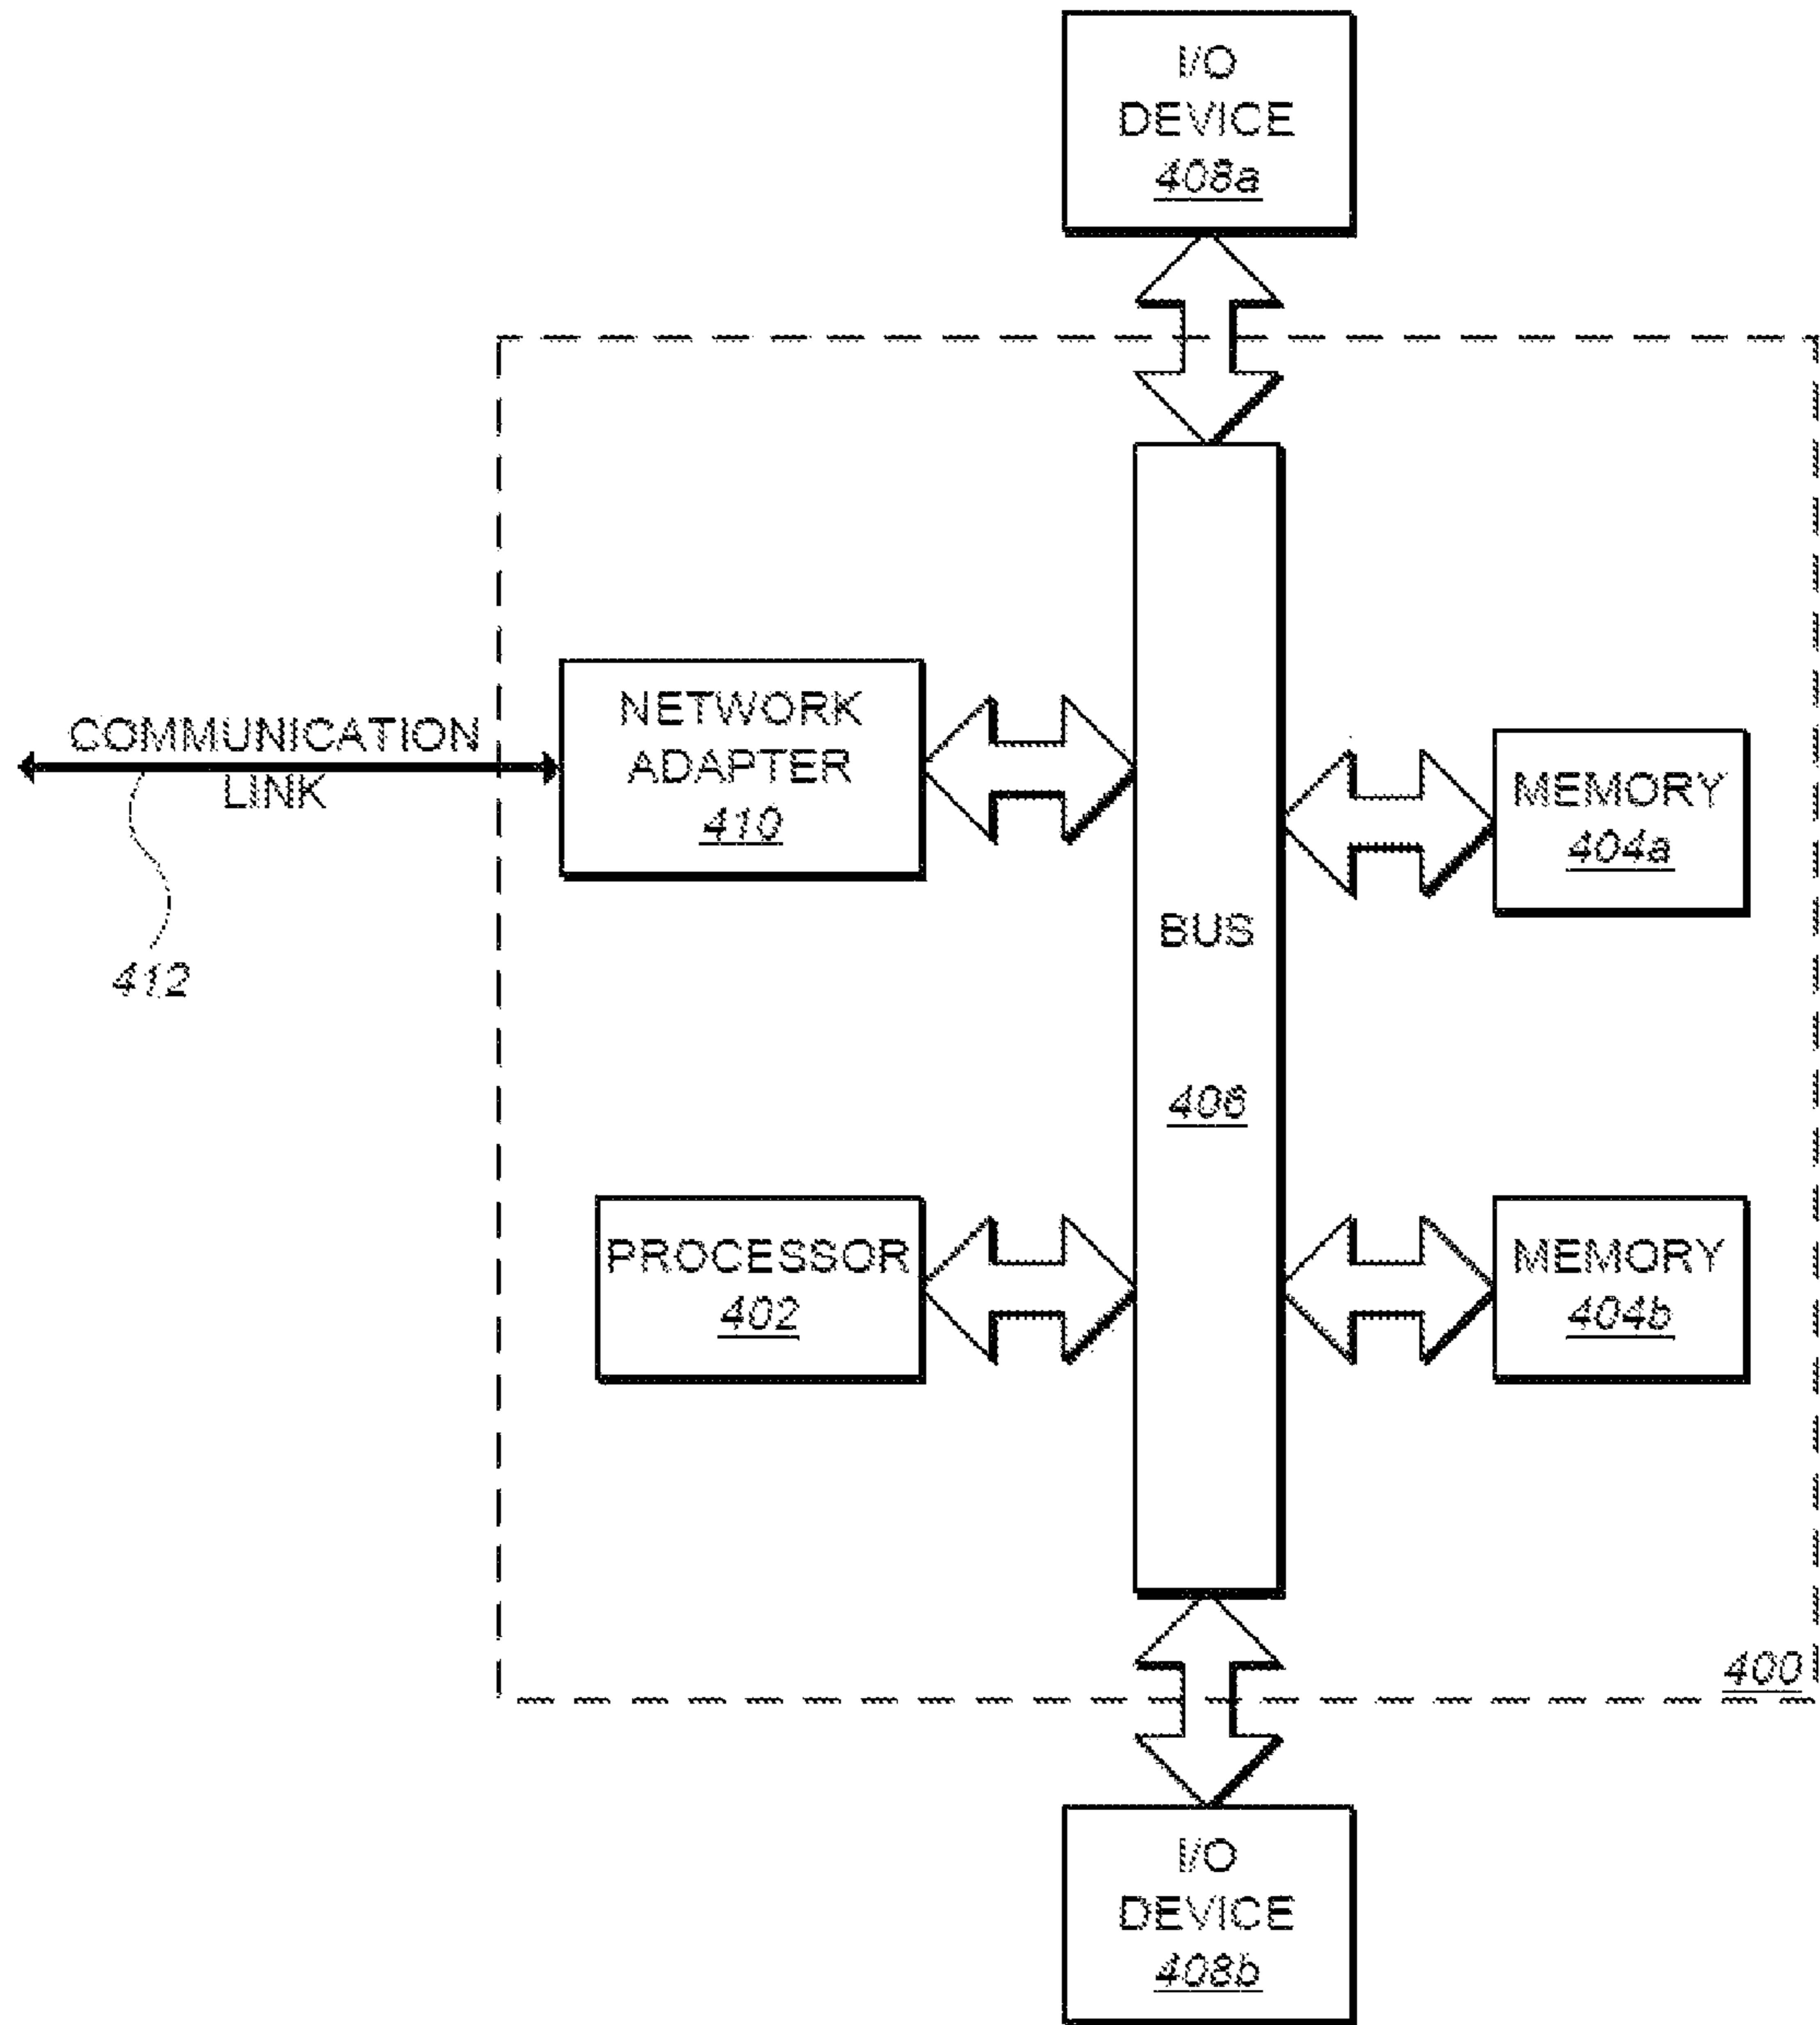 I/O
DEVICE
408a
COMMUNICATION
LINK
412
NETWORK
ADAPTER
410
MEMORY
404a
BUS
406
PROCESSOR
402
MEMORY
404b
400
I/O
DEVICE
408b